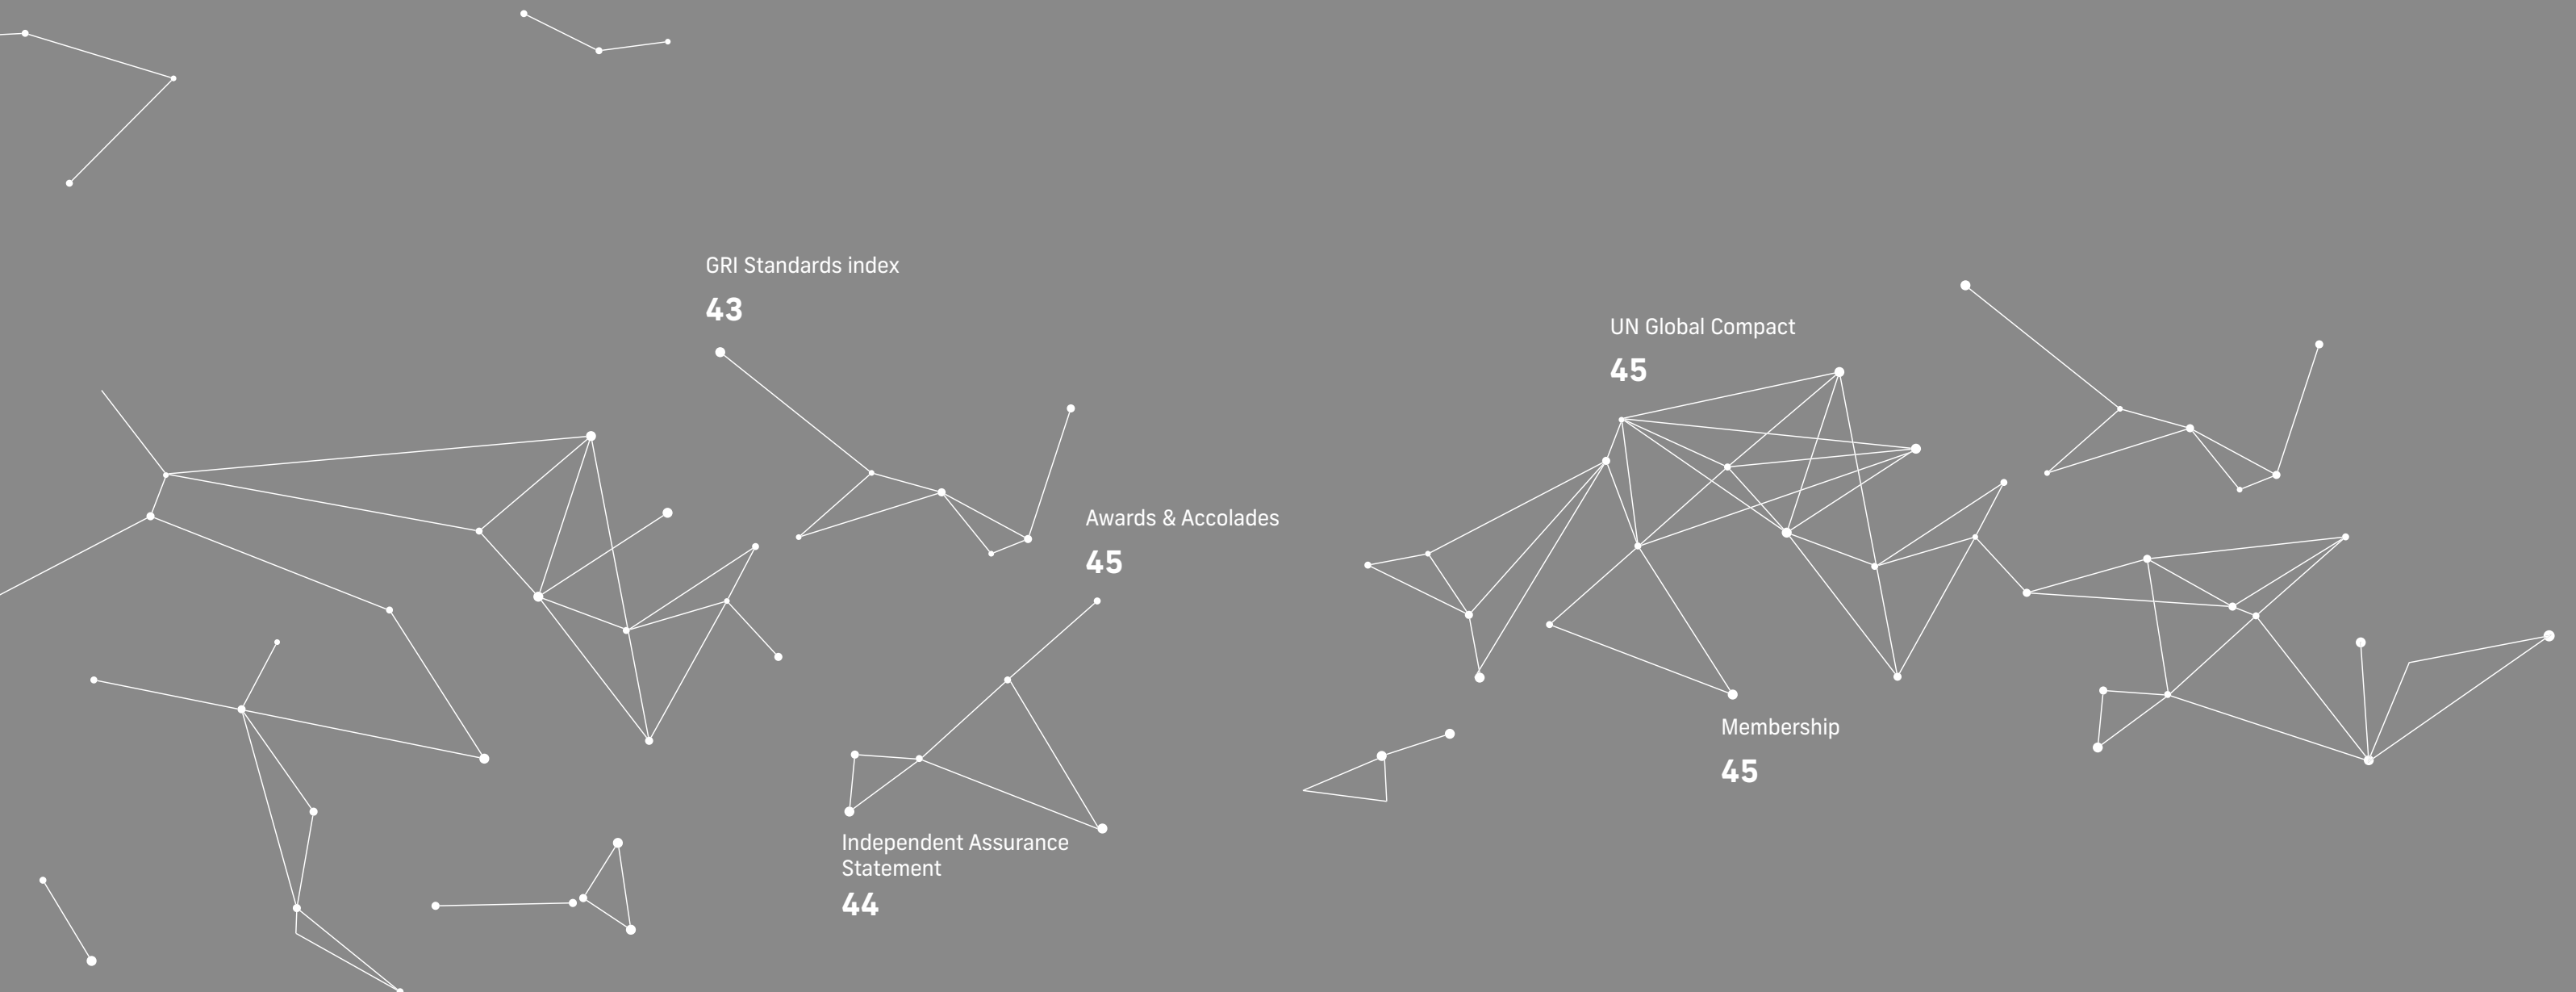 GRI Standards index
43
Awards & Accolades
45
Independent Assurance
Statement
44
UN Global Compact
45
Membership
45